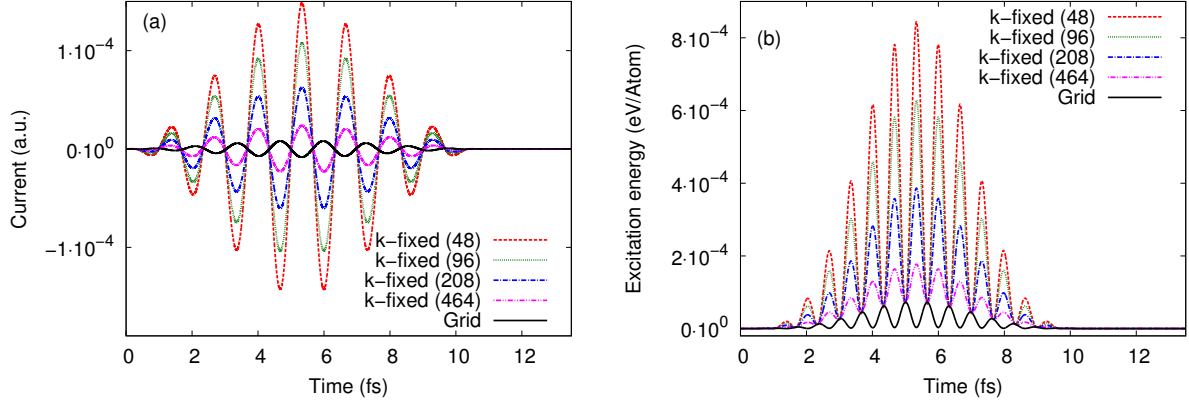 (a)
Current (a.u.)
1·10⁻⁴
0·10⁰
−1·10⁻⁴
k−fixed (48)
k−fixed (96)
k−fixed (208)
k−fixed (464)
Grid
0 2 4 6 8 10 12
Time (fs)
(b)
Excitation energy (eV/Atom)
8·10⁻⁴
6·10⁻⁴
4·10⁻⁴
2·10⁻⁴
0·10⁰
k−fixed (48)
k−fixed (96)
k−fixed (208)
k−fixed (464)
Grid
0 2 4 6 8 10 12
Time (fs)